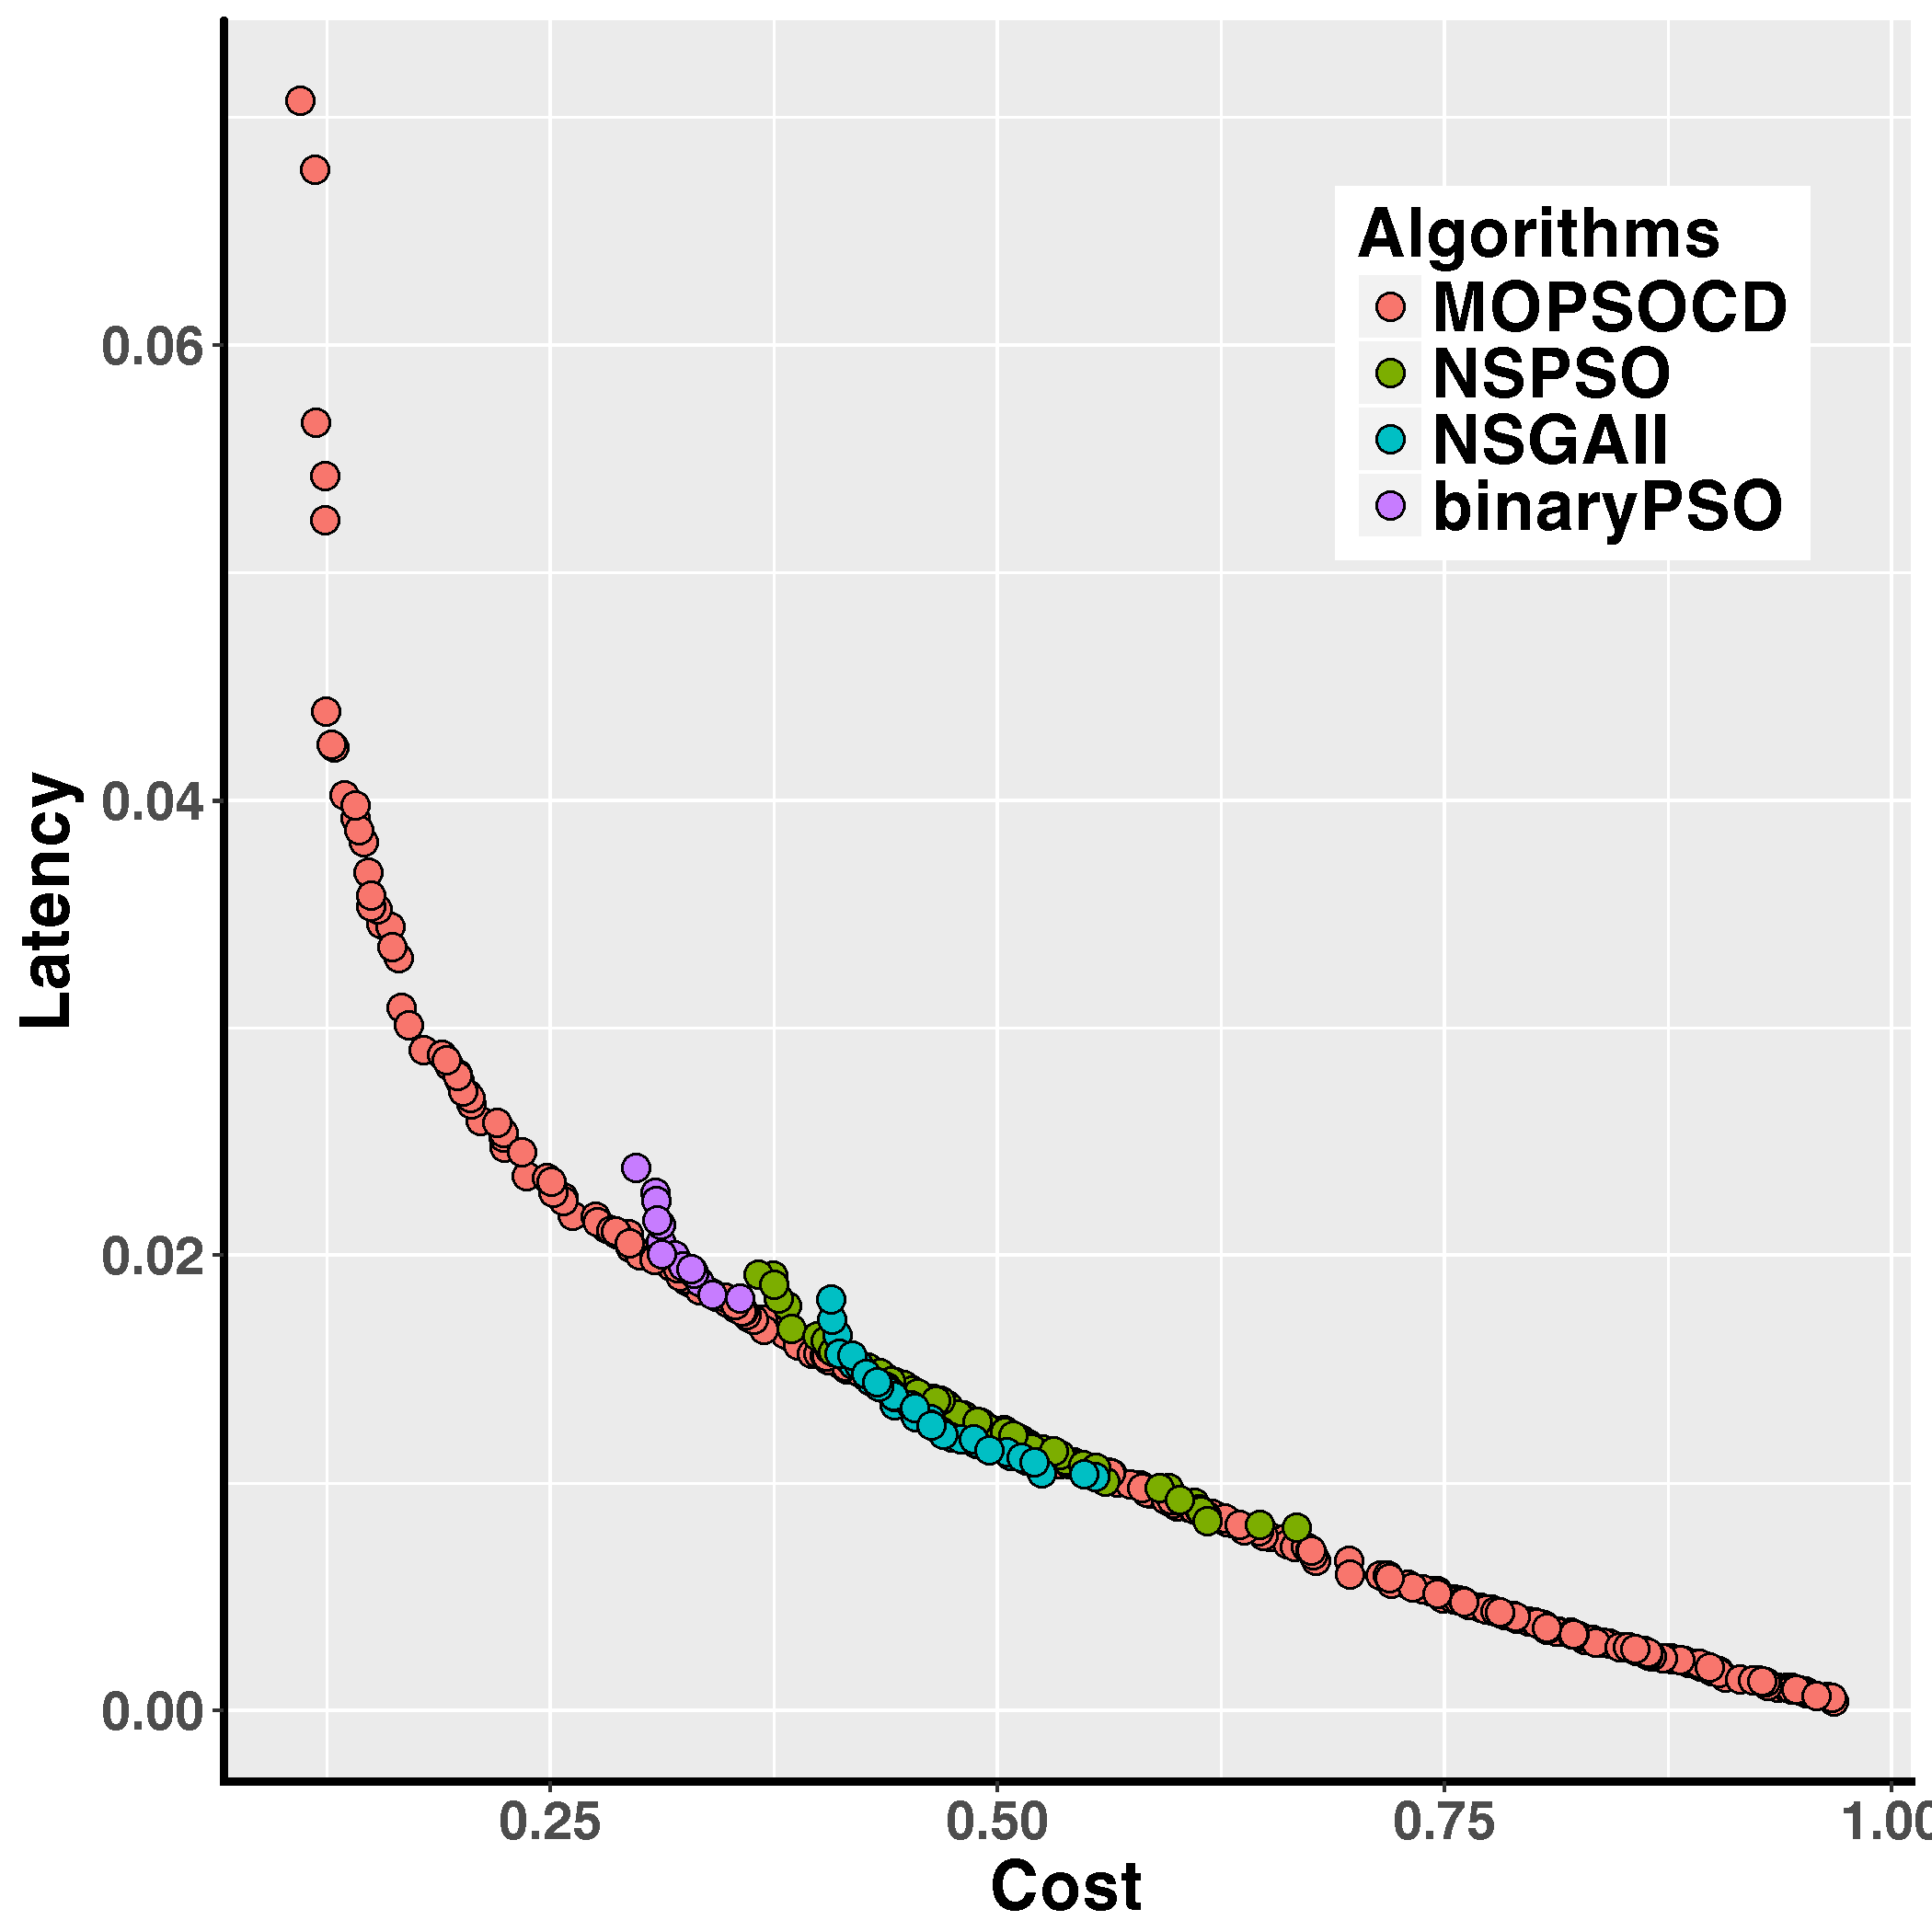 Algorithms
MOPSOCD
NSPSO
NSGAII
binaryPSO
0.06
0.04
0.02
0.00
Latency
0.25 0.50 0.75 1.00
Cost